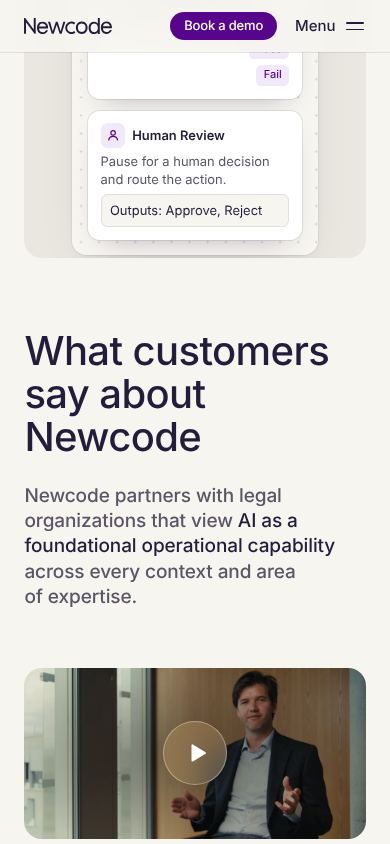 Newcode
Book a demo
Menu
Fail
Human Review
Pause for a human decision
and route the action.
Outputs: Approve, Reject
What customers
say about
Newcode
Newcode partners with legal
organizations that view AI as a
foundational operational capability
across every context and area
of expertise.